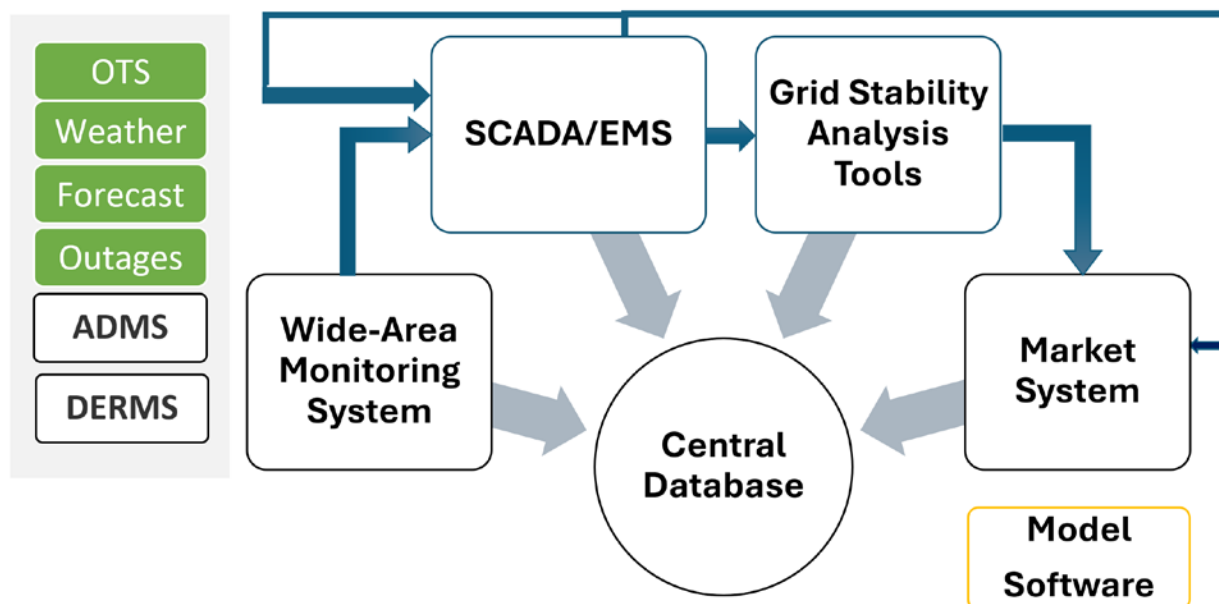 OTS
Weather
Forecast
Outages
ADMS
DERMS
SCADA/EMS
Grid Stability
Analysis
Tools
Wide-Area
Monitoring
System
Market
System
Central
Database
Model
Software